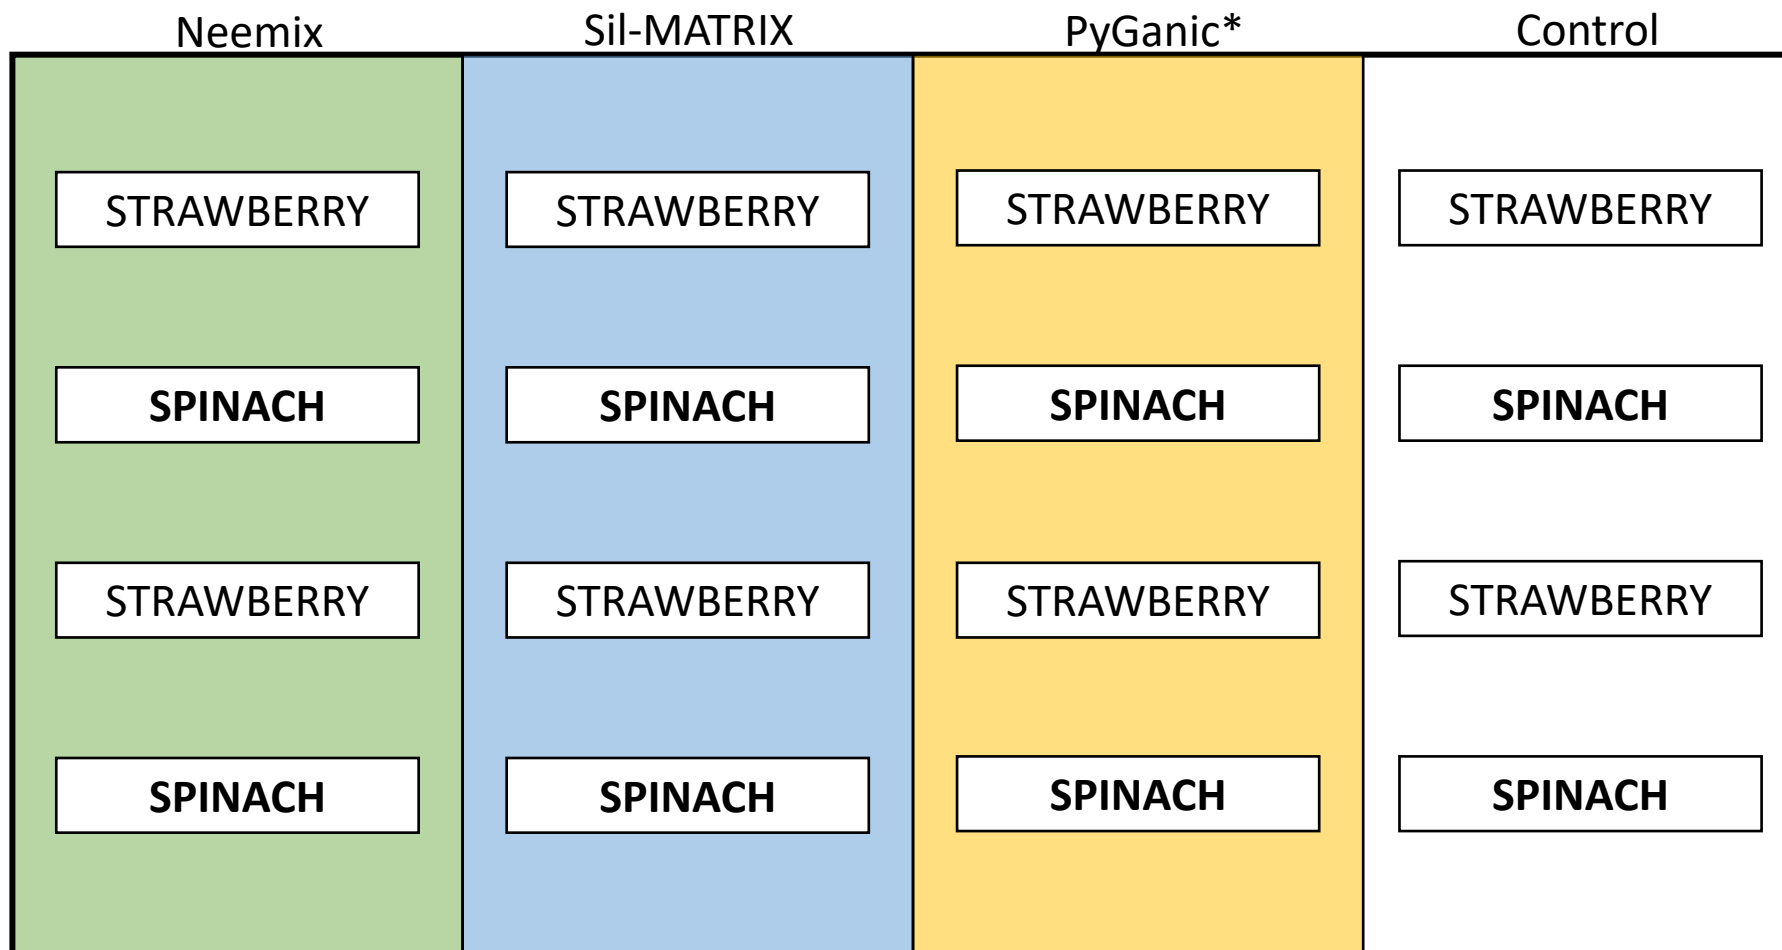 Neemix Sil-MATRIX PyGanic* Control
STRAWBERRY STRAWBERRY STRAWBERRY STRAWBERRY
SPINACH SPINACH SPINACH SPINACH
STRAWBERRY STRAWBERRY STRAWBERRY STRAWBERRY
SPINACH SPINACH SPINACH SPINACH